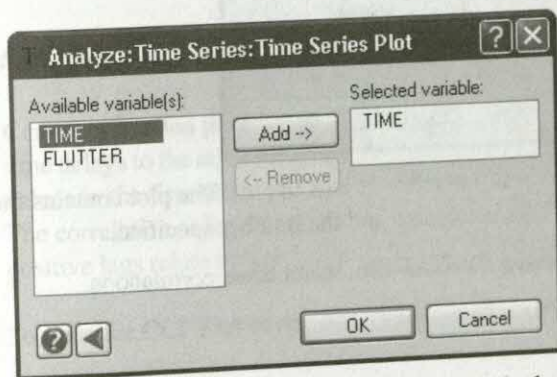 Analyze:Time Series:Time Series Plot
Available variable(s):
TIME
FLUTTER
Add -->
<-- Remove
Selected variable:
TIME
OK
Cancel